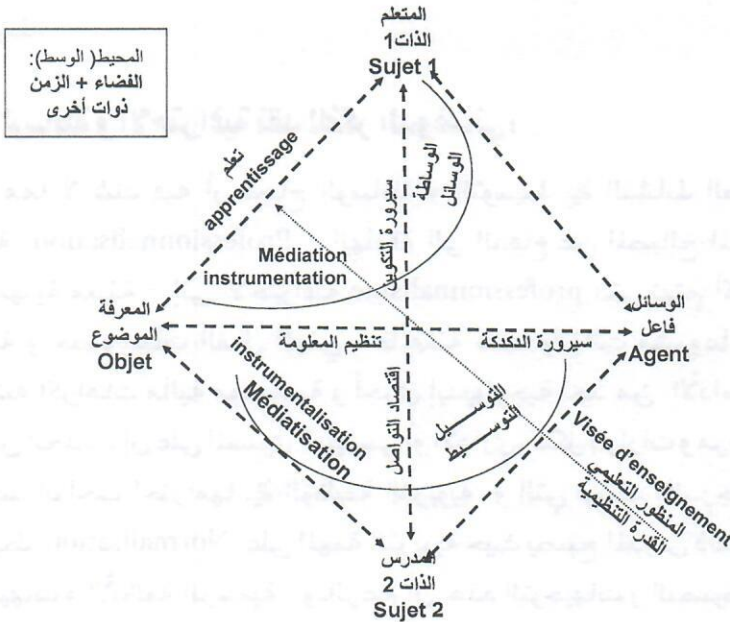 المتعلم
الذات1
Sujet 1
المحيط( الوسط):
الفضاء + الزمن
ذوات أخرى
تعلم
apprentissage
الوساطة
الوسائل
سيرورة التكوين
Médiation
instrumentation
المعرفة
الموضوع
Objet
الوسائل
فاعل
Agent
تنظيم المعلومة
سيرورة الدكدكة
instrumentalisation
Médiatisation
اقتصاد التواصل
التوسيل
التوسيط
Visée d'enseignement
المنظور التعليمي
القدرة التنظيمية
المدرس
الذات 2
Sujet 2